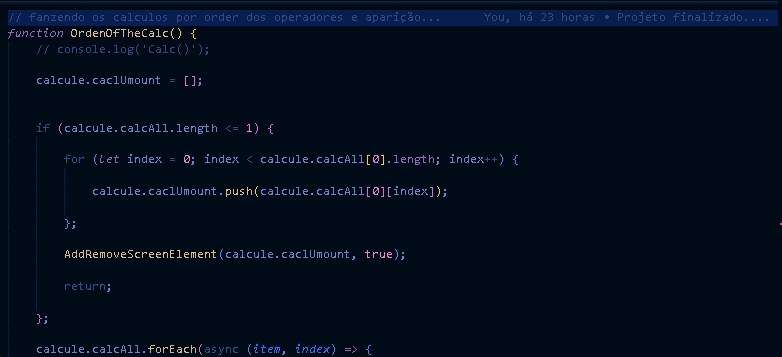 // fanzendo os calculos por order dos operadores e aparição... You, há 23 horas • Projeto finalizado....
function OrdenOfTheCalc() {
// console.log('Calc()');
calcule.caclUmount = [];
if (calcule.calcAll.length <= 1) {
for (let index = 0; index < calcule.calcAll[0].length; index++) {
calcule.caclUmount.push(calcule.calcAll[0][index]);
};
AddRemoveScreenElement(calcule.caclUmount, true);
return;
};
calcule.calcAll.forEach(async (item, index) => {